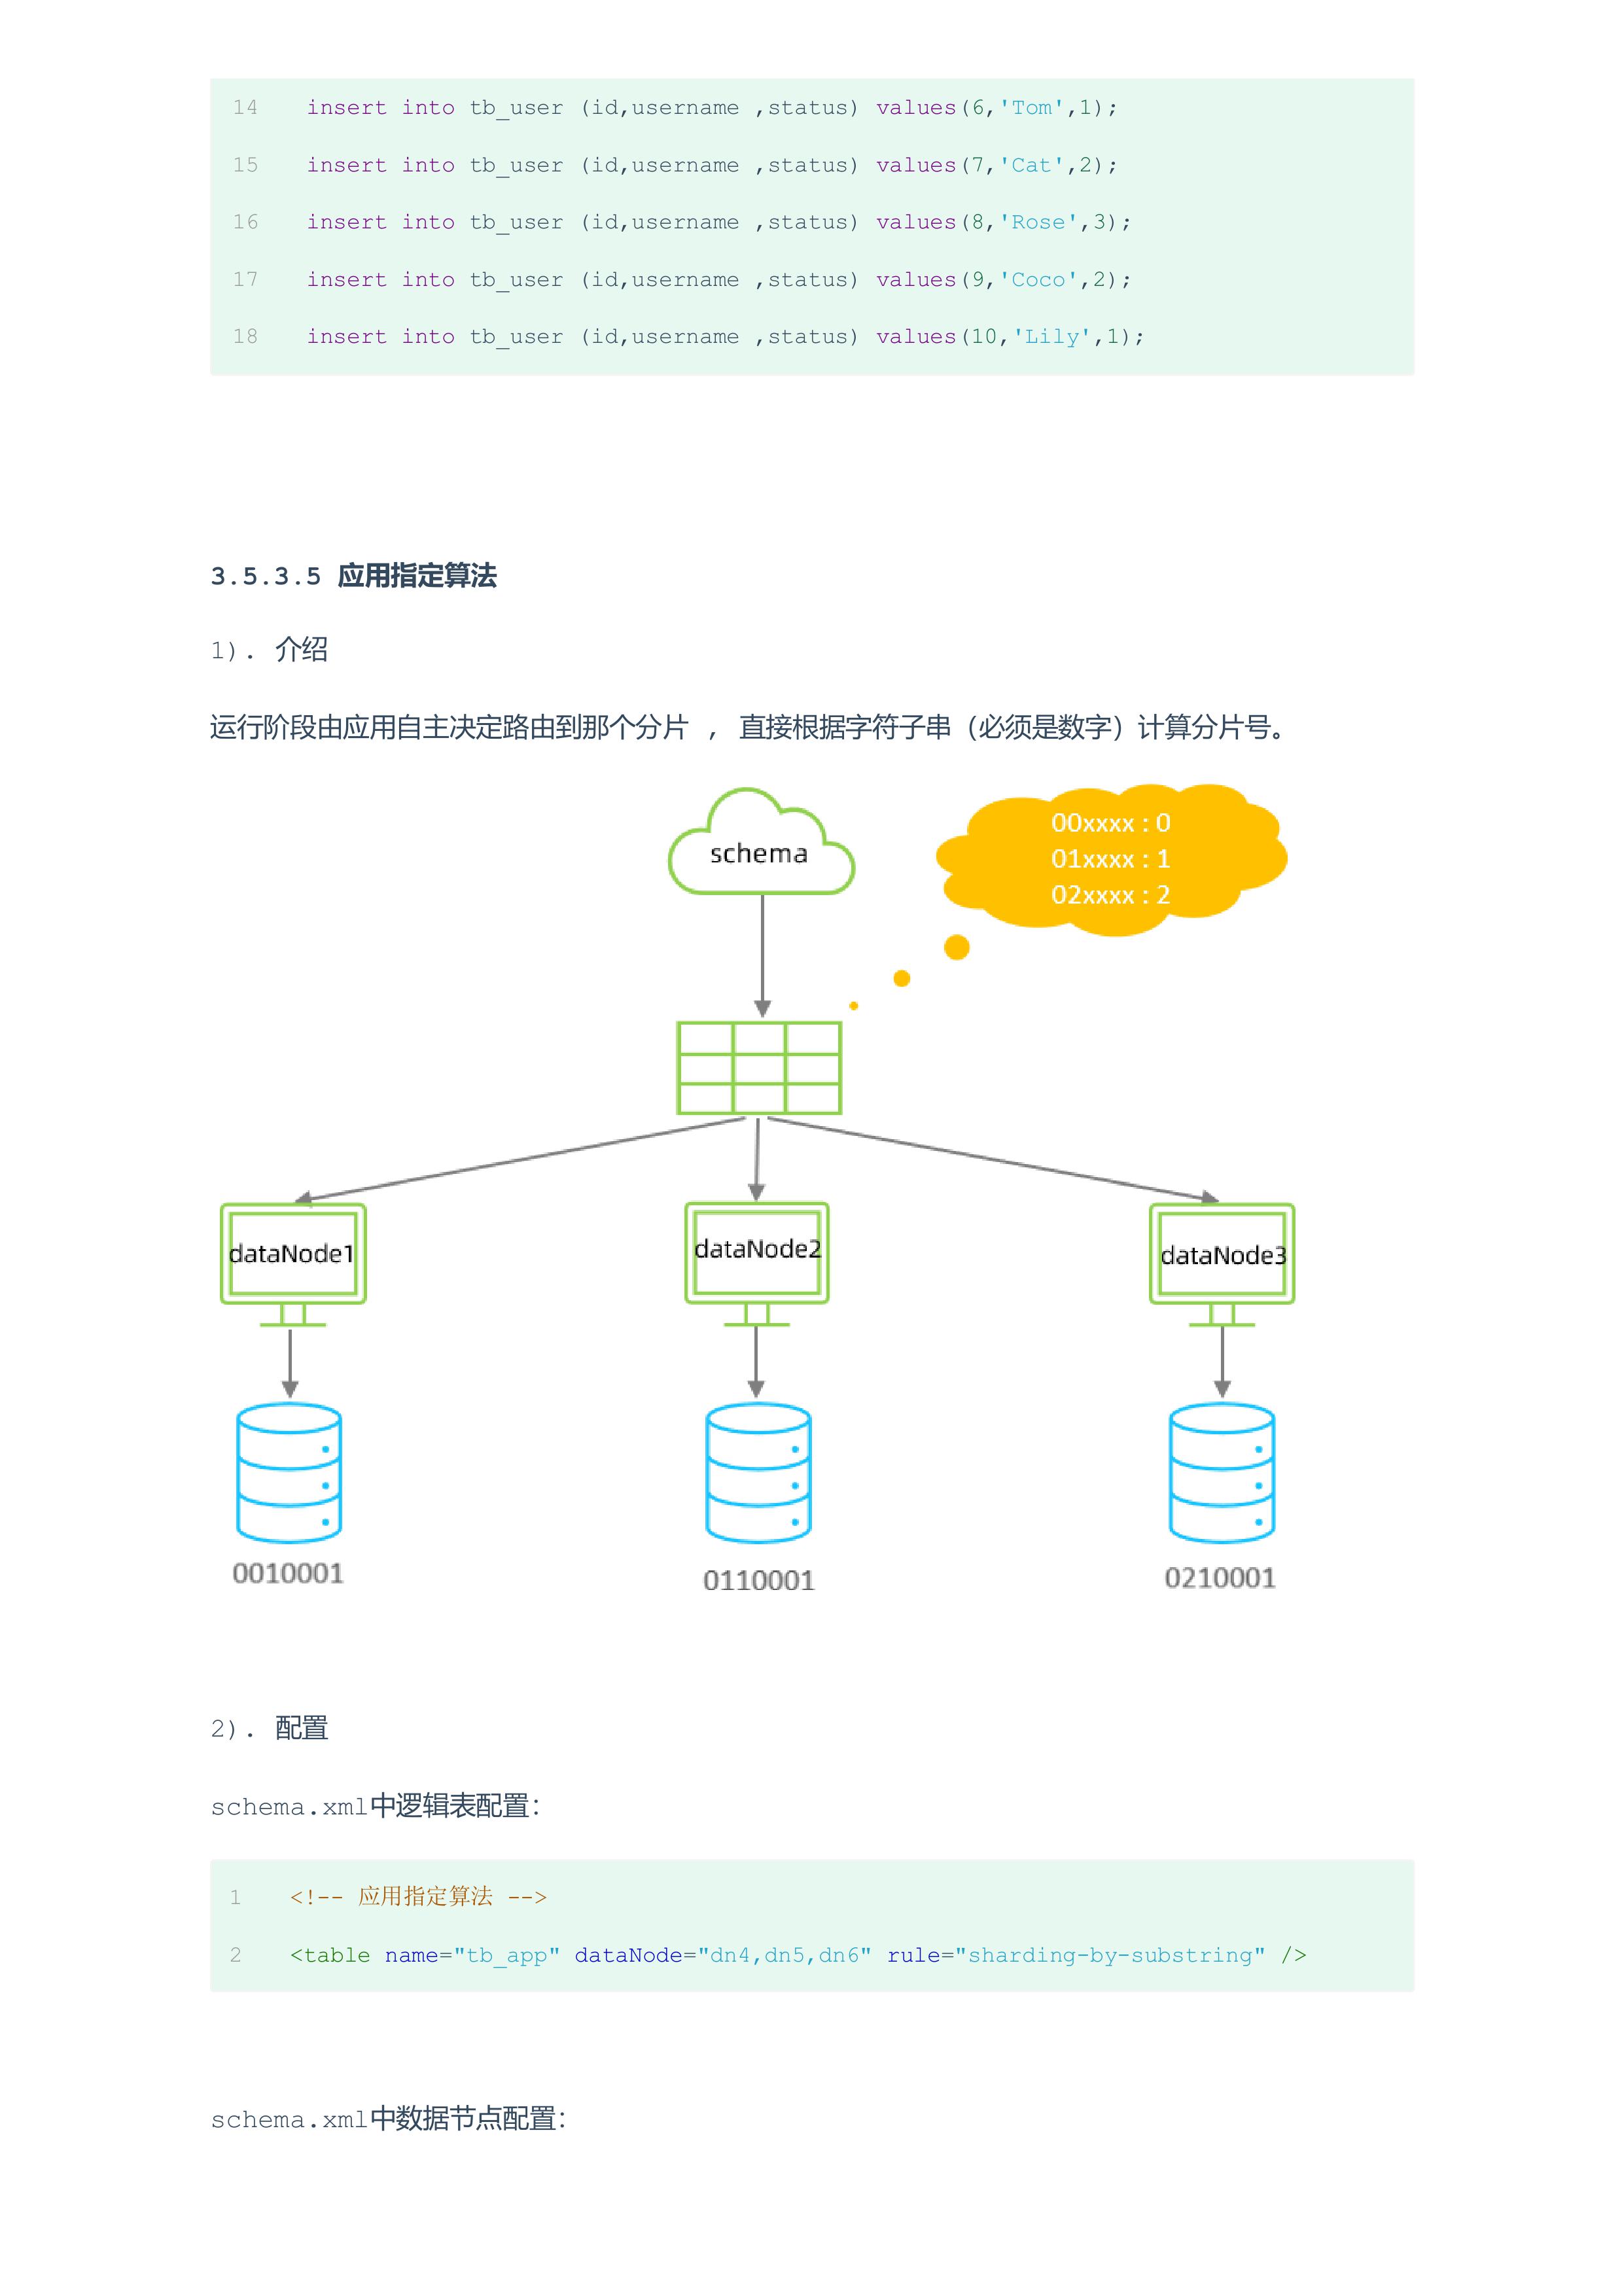 14 insert into tb_user (id,username ,status) values(6,'Tom',1);
15 insert into tb_user (id,username ,status) values(7,'Cat',2);
16 insert into tb_user (id,username ,status) values(8,'Rose',3);
17 insert into tb_user (id,username ,status) values(9,'Coco',2);
18 insert into tb_user (id,username ,status) values(10,'Lily',1);
3.5.3.5 应用指定算法
1). 介绍
运行阶段由应用自主决定路由到那个分片 , 直接根据字符子串（必须是数字）计算分片号。
schema
00xxxx : 0
01xxxx : 1
02xxxx : 2
dataNode1
dataNode2
dataNode3
0010001
0110001
0210001
2). 配置
schema.xml中逻辑表配置:
1 <!-- 应用指定算法 -->
2 <table name="tb_app" dataNode="dn4,dn5,dn6" rule="sharding-by-substring" />
schema.xml中数据节点配置: